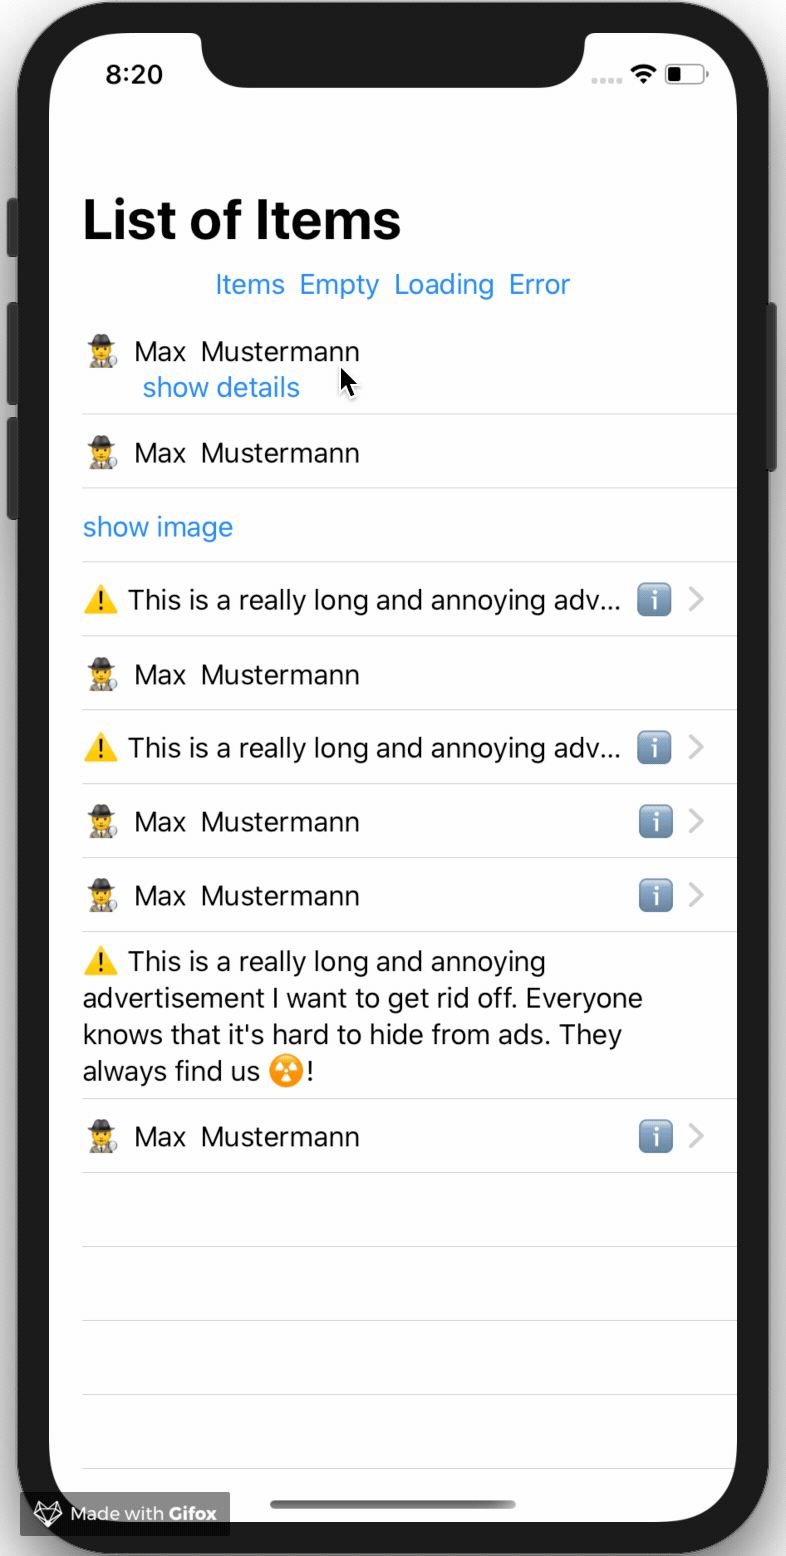 8:20
List of Items
Items Empty Loading Error
🕵️ Max Mustermann
show details
🕵️ Max Mustermann
show image
⚠️ This is a really long and annoying adv... ℹ️
🕵️ Max Mustermann
⚠️ This is a really long and annoying adv... ℹ️
🕵️ Max Mustermann ℹ️
🕵️ Max Mustermann ℹ️
⚠️ This is a really long and annoying
advertisement I want to get rid off. Everyone
knows that it's hard to hide from ads. They
always find us ☢️!
🕵️ Max Mustermann ℹ️
Made with Gifox